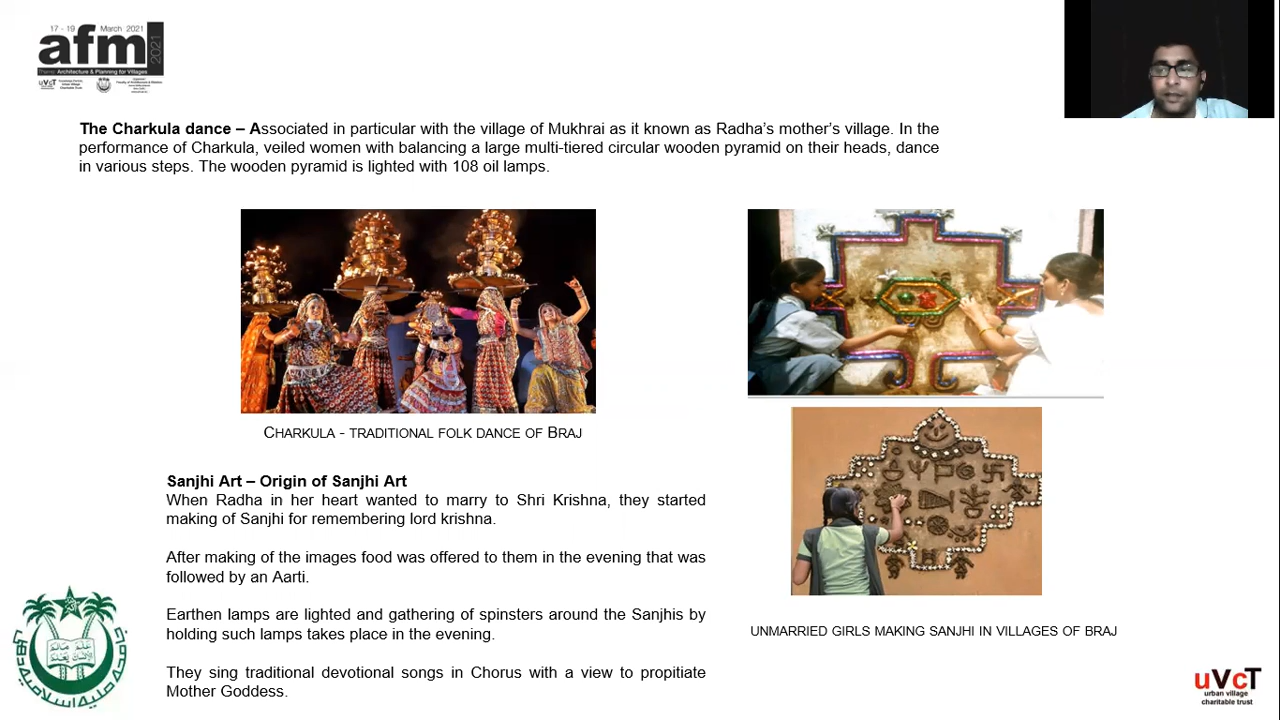 17 - 19 March 2021
afm 2021
Architecture & Planning for Villages
The Charkula dance – Associated in particular with the village of Mukhrai as it known as Radha's mother's village. In the
performance of Charkula, veiled women with balancing a large multi-tiered circular wooden pyramid on their heads, dance
in various steps. The wooden pyramid is lighted with 108 oil lamps.
CHARKULA - TRADITIONAL FOLK DANCE OF BRAJ
Sanjhi Art – Origin of Sanjhi Art
When Radha in her heart wanted to marry to Shri Krishna, they started
making of Sanjhi for remembering lord krishna.
After making of the images food was offered to them in the evening that was
followed by an Aarti.
Earthen lamps are lighted and gathering of spinsters around the Sanjhis by
holding such lamps takes place in the evening.
They sing traditional devotional songs in Chorus with a view to propitiate
Mother Goddess.
UNMARRIED GIRLS MAKING SANJHI IN VILLAGES OF BRAJ
uVcT
urban village
charitable trust